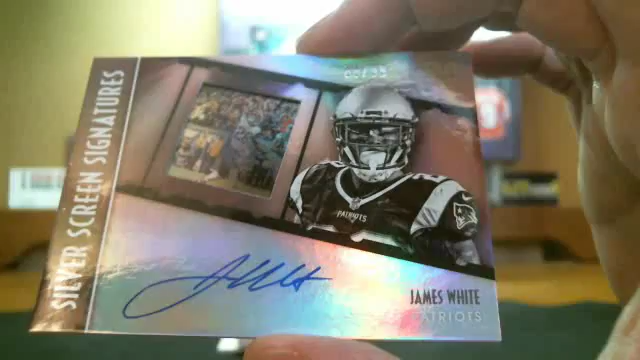 SILVER SCREEN SIGNATURES
PATRIOTS
JAMES WHITE
PATRIOTS